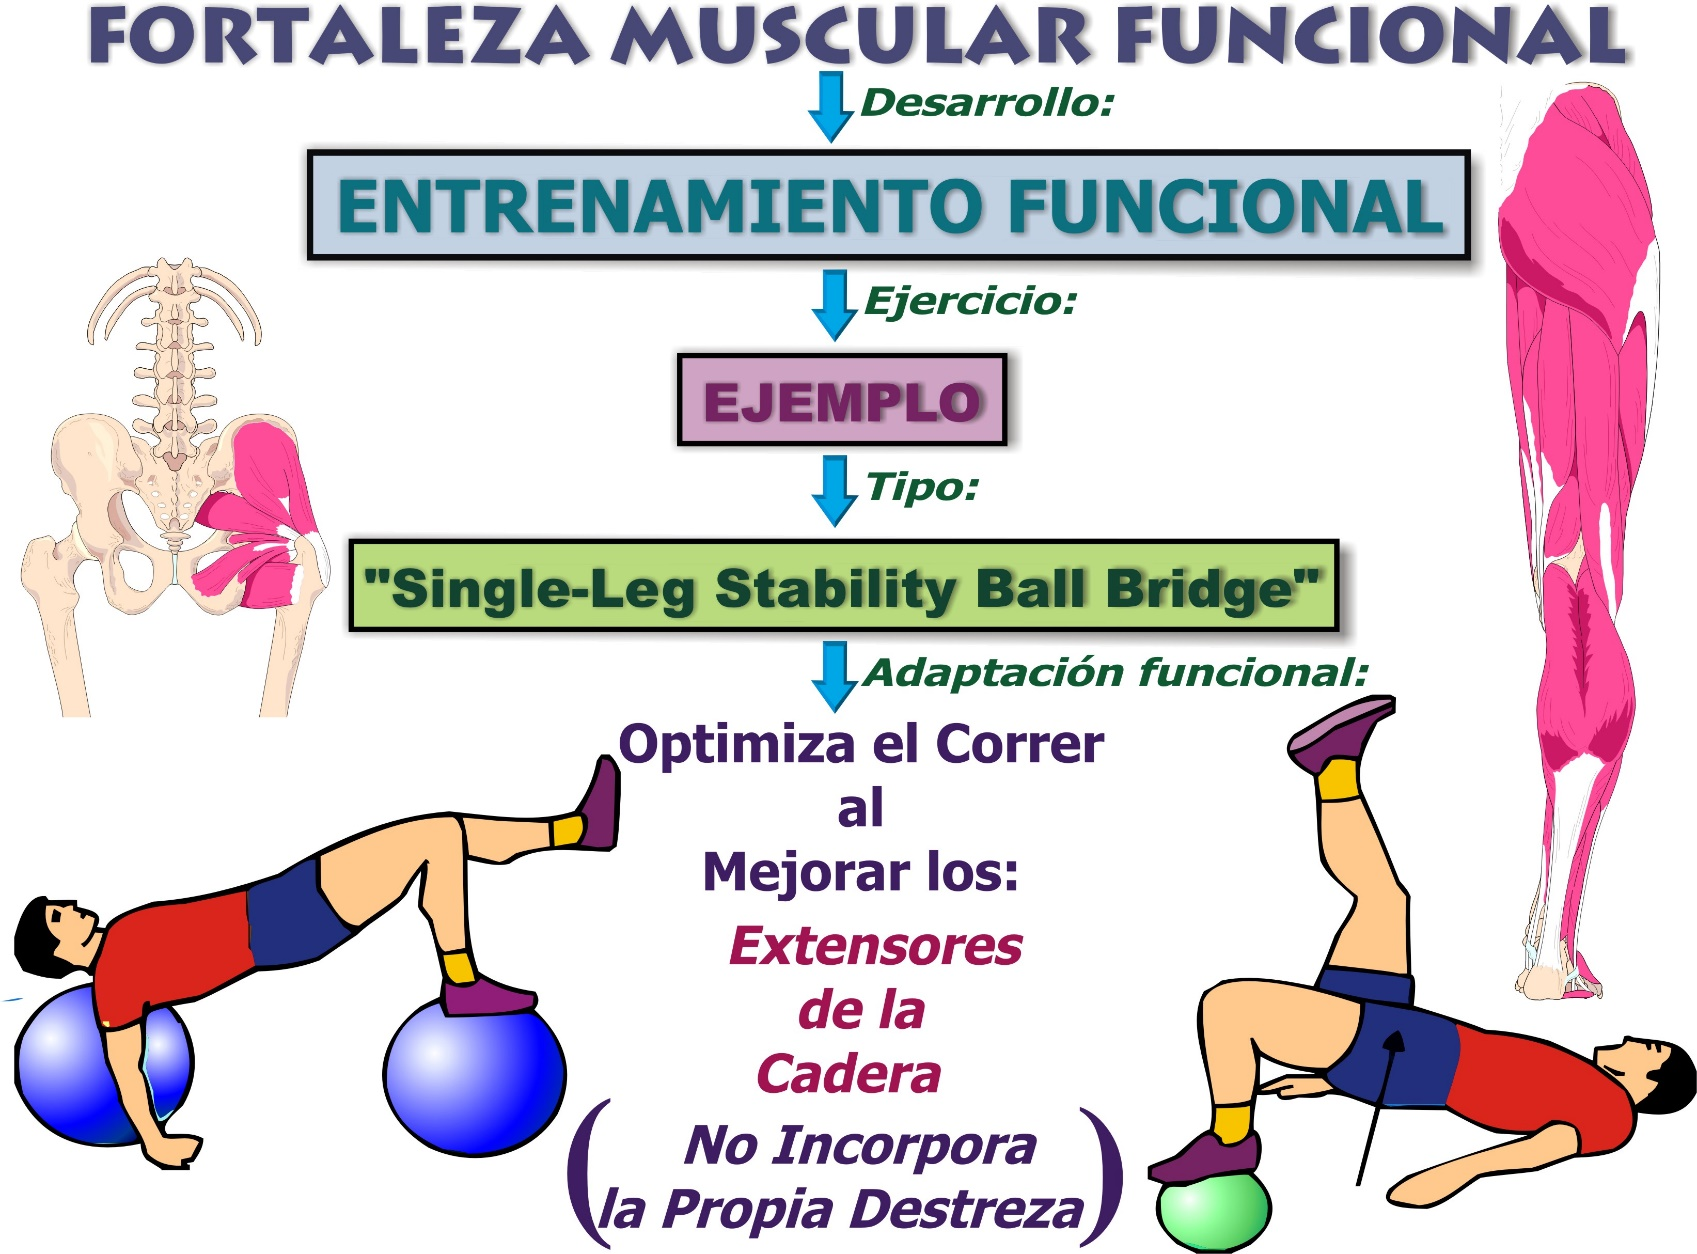 FORTALEZA MUSCULAR FUNCIONAL
Desarrollo:
ENTRENAMIENTO FUNCIONAL
Ejercicio:
EJEMPLO
Tipo:
"Single-Leg Stability Ball Bridge"
Adaptación funcional:
Optimiza el Correr
al
Mejorar los:
Extensores
de la
Cadera
(No Incorpora
la Propia Destreza)